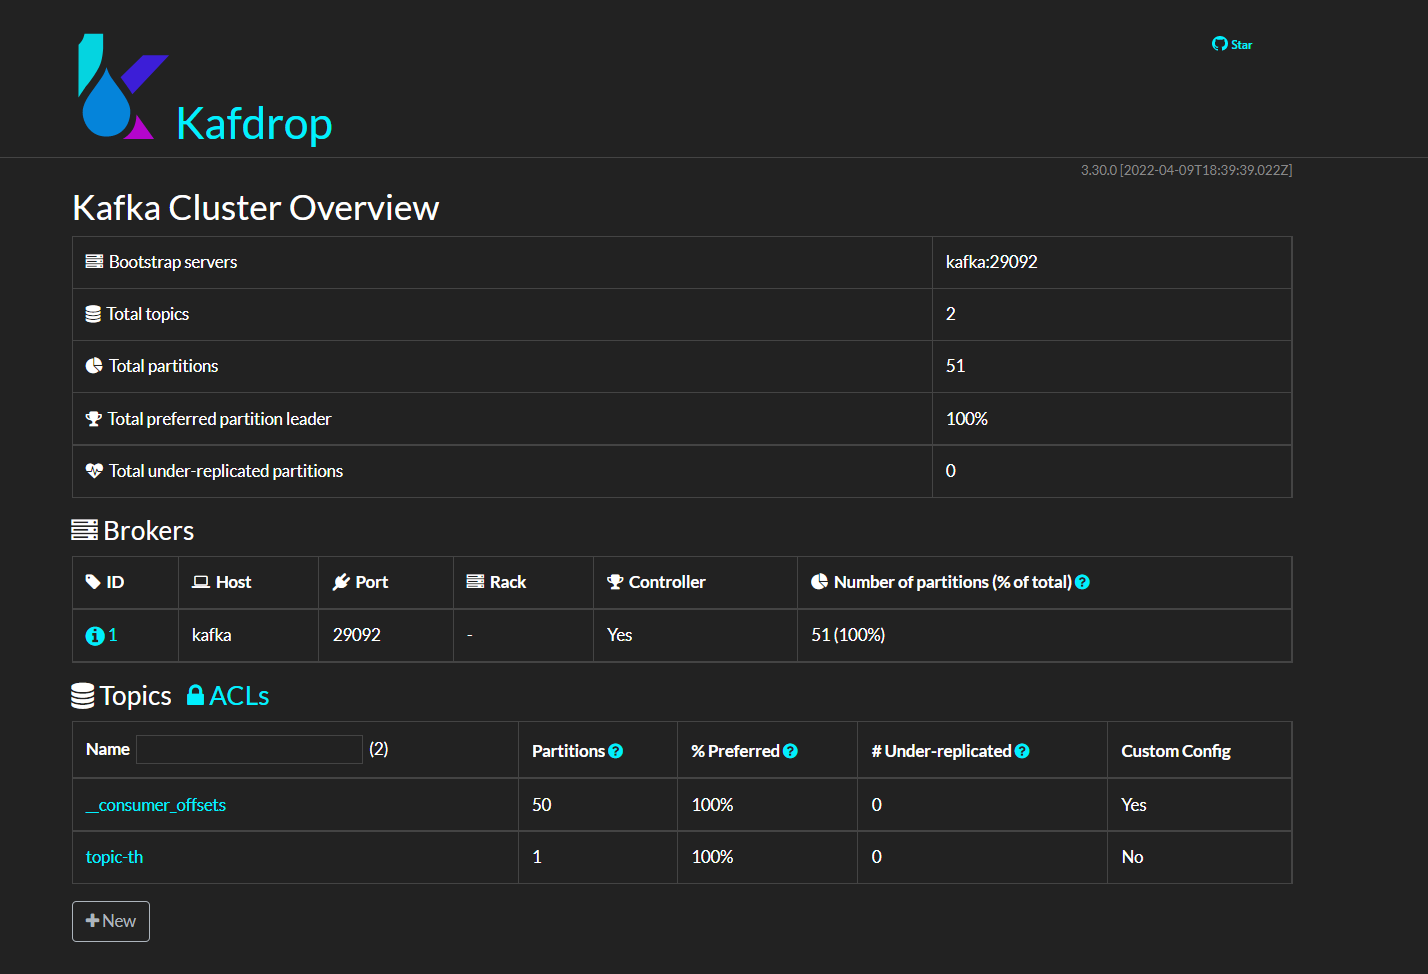 Star
Kafdrop
3.30.0 [2022-04-09T18:39:39.022Z]
Kafka Cluster Overview
Bootstrap servers kafka:29092
Total topics 2
Total partitions 51
Total preferred partition leader 100%
Total under-replicated partitions 0
Brokers
ID Host Port Rack Controller Number of partitions (% of total)
1 kafka 29092 - Yes 51 (100%)
Topics ACLs
Name (2) Partitions % Preferred # Under-replicated Custom Config
__consumer_offsets 50 100% 0 Yes
topic-th 1 100% 0 No
New